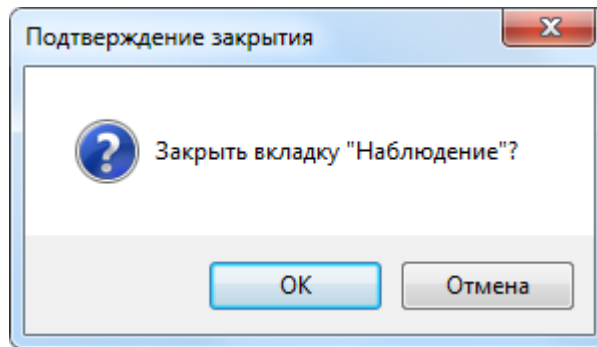 Подтверждение закрытия
Закрыть вкладку "Наблюдение"?
OK
Отмена